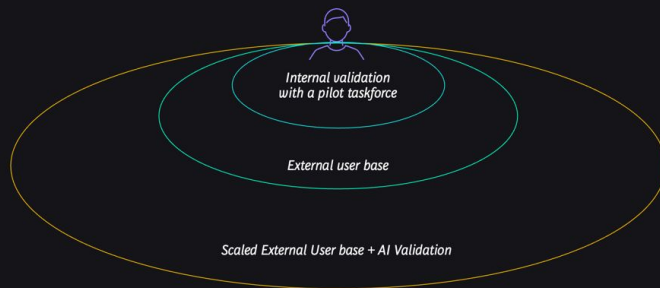 Internal validation
with a pilot taskforce
External user base
Scaled External User base + AI Validation